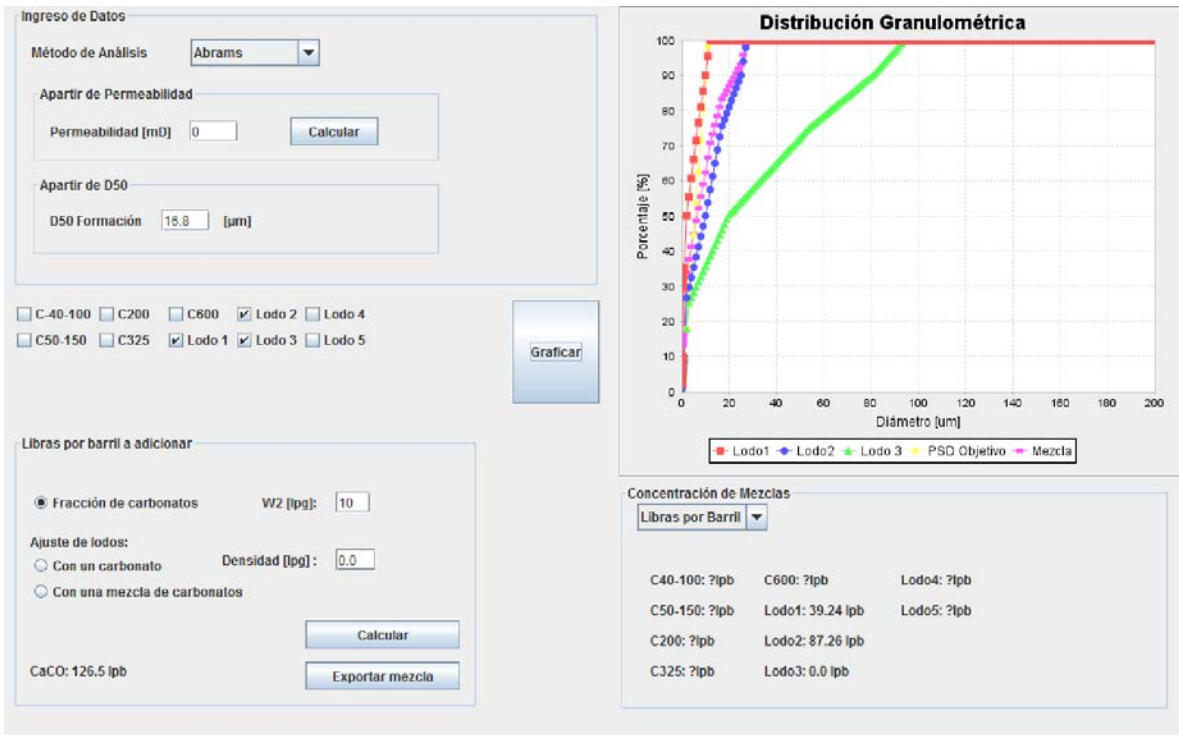 Ingreso de Datos
Método de Análisis Abrams
Apartir de Permeabilidad
Permeabilidad [mD] 0 Calcular
Apartir de D50
D50 Formación 16.8 [µm]
C-40-100 C200 C600 Lodo 2 Lodo 4
C50-150 C325 Lodo 1 Lodo 3 Lodo 5
Graficar
Libras por barril a adicionar
Fracción de carbonatos W2 [lpg]: 10
Ajuste de lodos:
Con un carbonato Densidad [lpg] : 0.0
Con una mezcla de carbonatos
Calcular
CaCO: 126.5 lpb Exportar mezcla
Distribución Granulométrica
Porcentaje [%]
100
90
80
70
60
50
40
30
20
10
0
0 20 40 60 80 100 120 140 160 180 200
Diámetro [um]
Lodo1 Lodo2 Lodo 3 PSD Objetivo Mezcla
Concentración de Mezclas
Libras por Barril
C40-100: ?lpb C600: ?lpb Lodo4: ?lpb
C50-150: ?lpb Lodo1: 39.24 lpb Lodo5: ?lpb
C200: ?lpb Lodo2: 87.26 lpb
C325: ?lpb Lodo3: 0.0 lpb